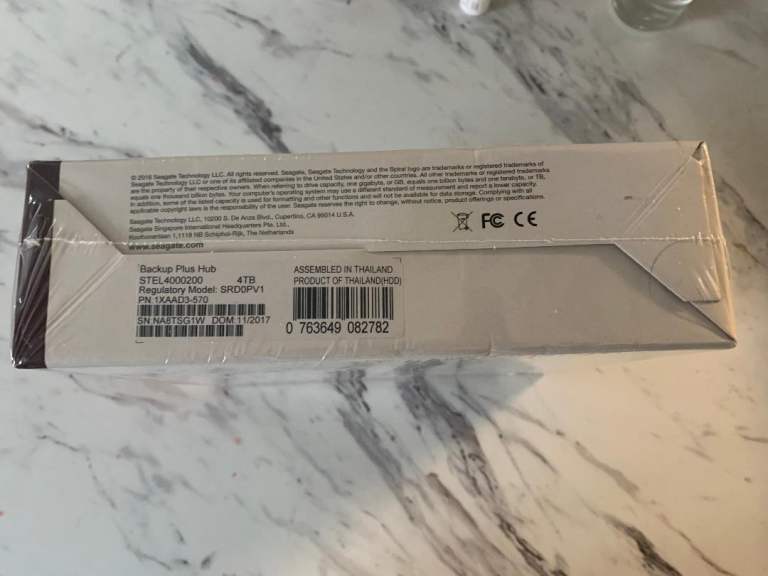 © 2016 Seagate Technology LLC. All rights reserved. Seagate, Seagate Technology and the Spiral logo are trademarks or registered trademarks of
Seagate Technology LLC or one of its affiliated companies in the United States and/or other countries. All other trademarks or registered trademarks
are the property of their respective owners. When referring to drive capacity, one gigabyte, or GB, equals one billion bytes and one terabyte, or TB,
equals one thousand billion bytes. Your computer's operating system may use a different standard of measurement and report a lower capacity.
In addition, some of the listed capacity is used for formatting and other functions and will not be available for data storage. Complying with all
applicable copyright laws is the responsibility of the user. Seagate reserves the right to change, without notice, product offerings or specifications.
Seagate Technology LLC, 10200 S. De Anza Blvd., Cupertino, CA 95014 U.S.A.
Seagate Singapore International Headquarters Pte. Ltd.,
Koolhovenlaan 1,1119 NB Schiphol-Rijk, The Netherlands
www.seagate.com
FC CE
Backup Plus Hub
STEL4000200 4TB
Regulatory Model: SRD0PV1
PN:1XAAD3-570
SN:NA8TSG1W DOM:11/2017
ASSEMBLED IN THAILAND
PRODUCT OF THAILAND(HDD)
0 763649 082782